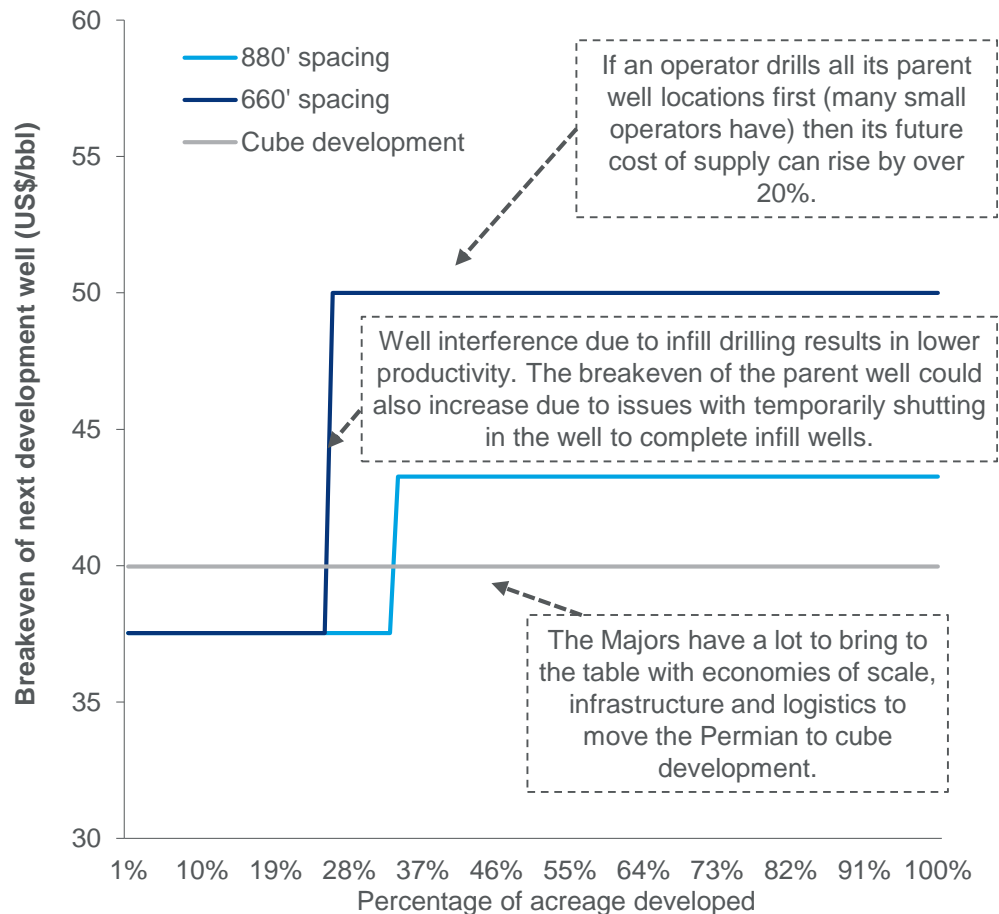 60
55
50
45
40
35
30
Breakeven of next development well (US$/bbl)
880' spacing
660' spacing
Cube development
If an operator drills all its parent
well locations first (many small
operators have) then its future
cost of supply can rise by over
20%.
Well interference due to infill drilling results in lower
productivity. The breakeven of the parent well could
also increase due to issues with temporarily shutting
in the well to complete infill wells.
The Majors have a lot to bring to
the table with economies of scale,
infrastructure and logistics to
move the Permian to cube
development.
1% 10% 19% 28% 37% 46% 55% 64% 73% 82% 91% 100%
Percentage of acreage developed